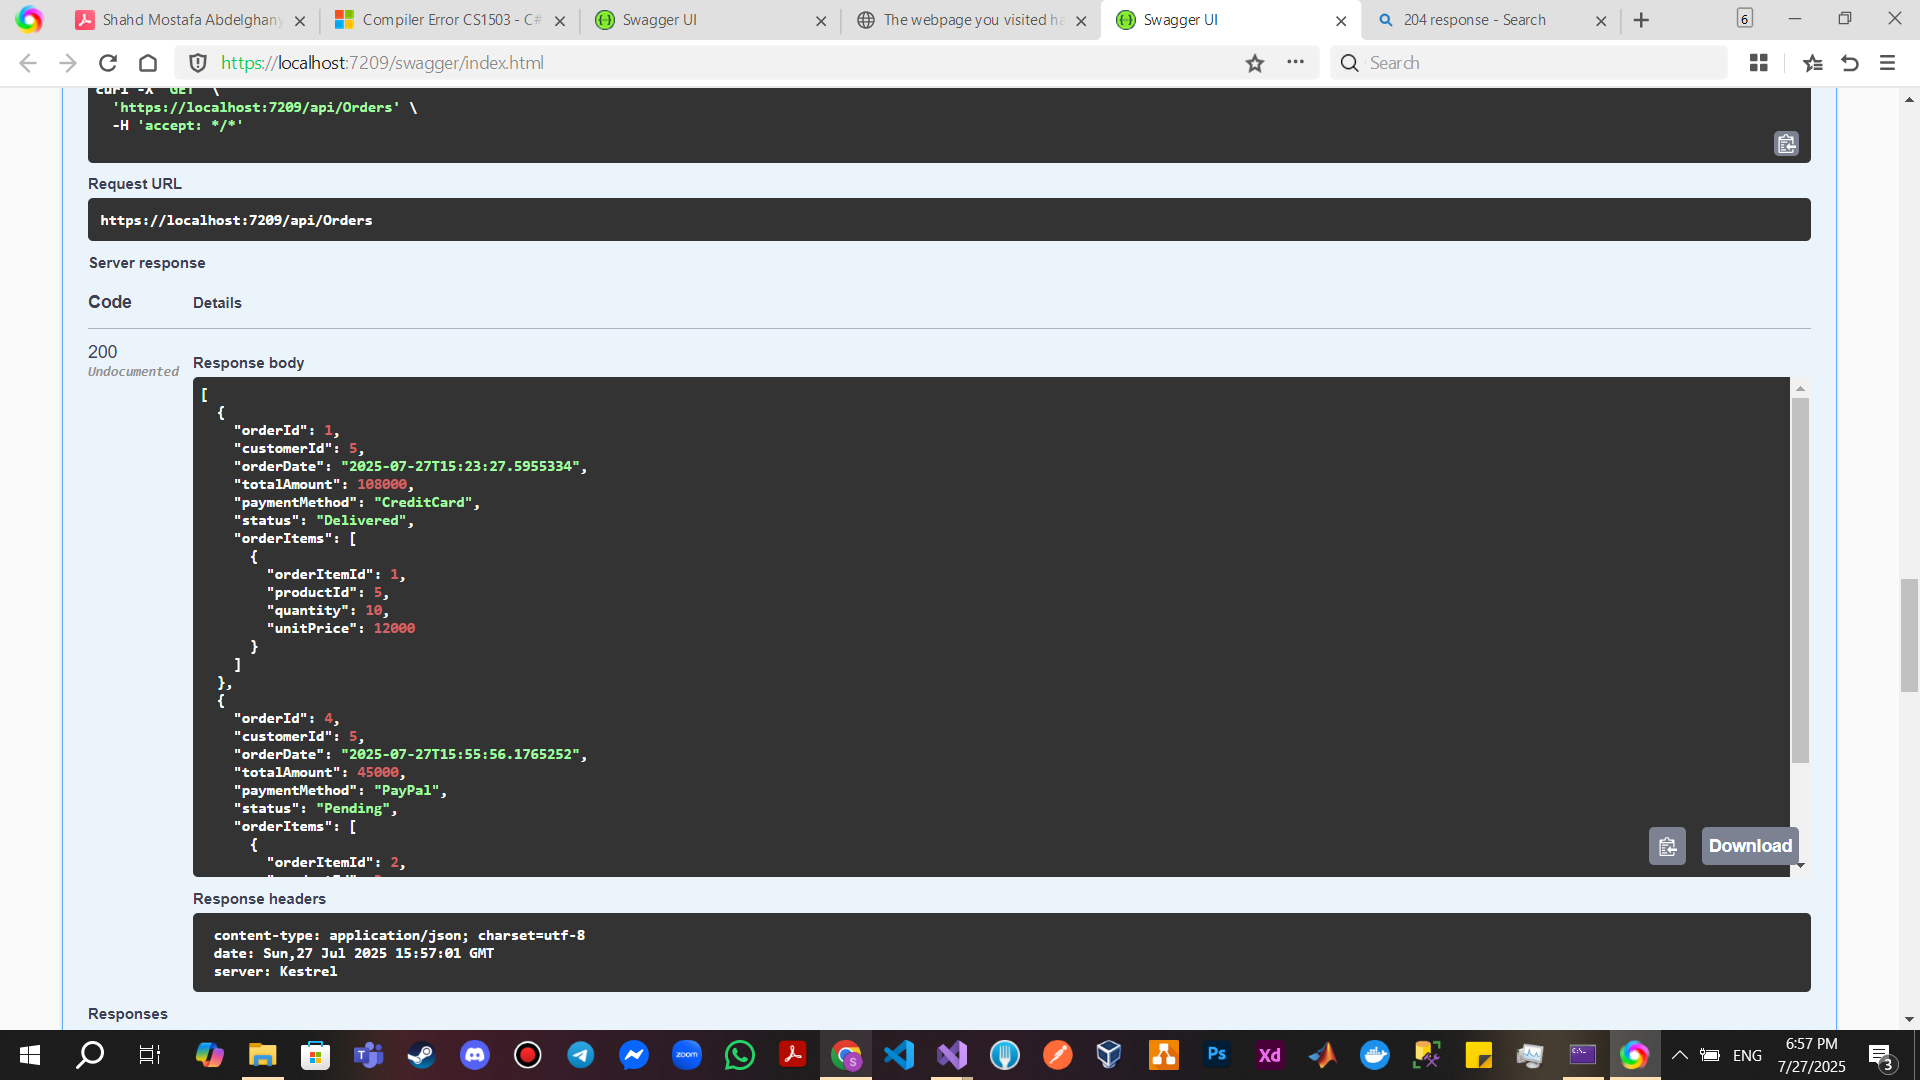 Shahd Mostafa Abdelghany
Compiler Error CS1503 - C#
Swagger UI
The webpage you visited ha
Swagger UI
204 response - Search
6
https://localhost:7209/swagger/index.html
Search
curl -X 'GET' \
'https://localhost:7209/api/Orders' \
-H 'accept: */*'
Request URL
https://localhost:7209/api/Orders
Server response
Code Details
200
Undocumented
Response body
[
{
"orderId": 1,
"customerId": 5,
"orderDate": "2025-07-27T15:23:27.5955334",
"totalAmount": 108000,
"paymentMethod": "CreditCard",
"status": "Delivered",
"orderItems": [
{
"orderItemId": 1,
"productId": 5,
"quantity": 10,
"unitPrice": 12000
}
]
},
{
"orderId": 4,
"customerId": 5,
"orderDate": "2025-07-27T15:55:56.1765252",
"totalAmount": 45000,
"paymentMethod": "PayPal",
"status": "Pending",
"orderItems": [
{
"orderItemId": 2,
Download
Response headers
content-type: application/json; charset=utf-8
date: Sun,27 Jul 2025 15:57:01 GMT
server: Kestrel
Responses
zoom
S
Ps
Xd
ENG
6:57 PM
7/27/2025
3